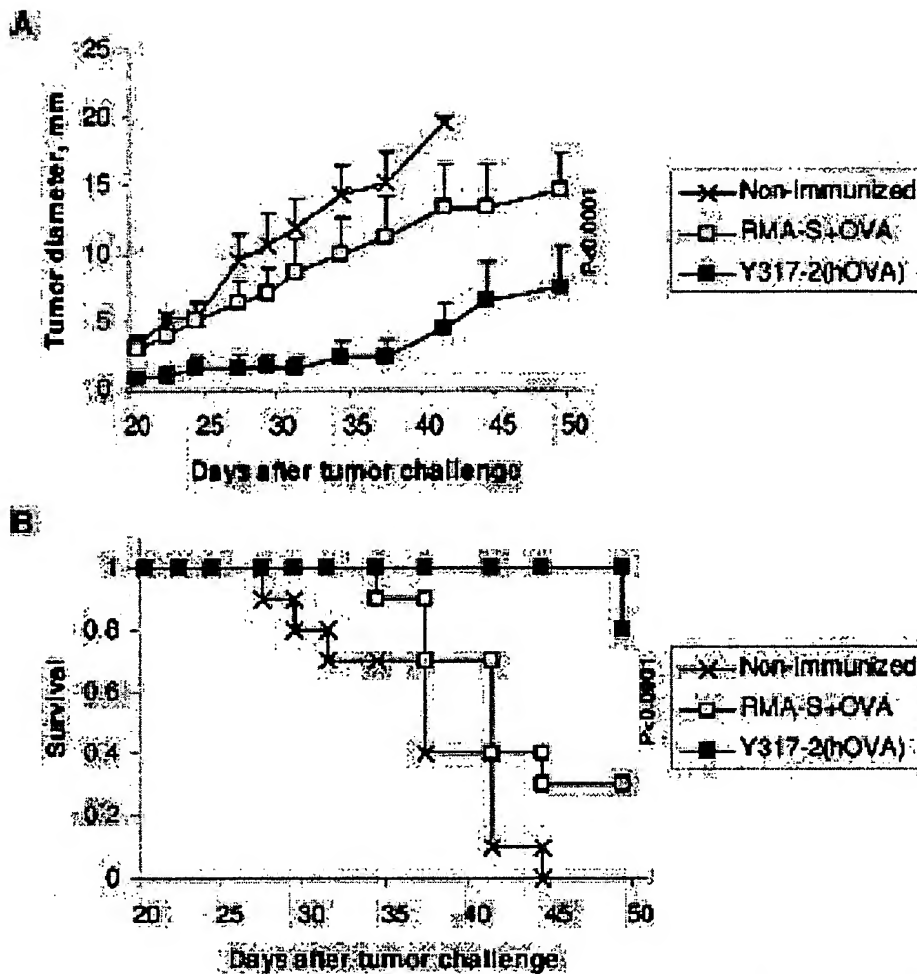 A
25
20
15
10
5
0
Tumor diameter, mm
20 25 30 35 40 45 50
Days after tumor challenge
P<0.0001
Non-Immunized
RMA-S+OVA
Y317-2(hOVA)
B
1
0.8
0.6
0.4
0.2
0
Survival
20 25 30 35 40 45 50
Days after tumor challenge
P<0.0001
Non-Immunized
RMA-S+OVA
Y317-2(hOVA)